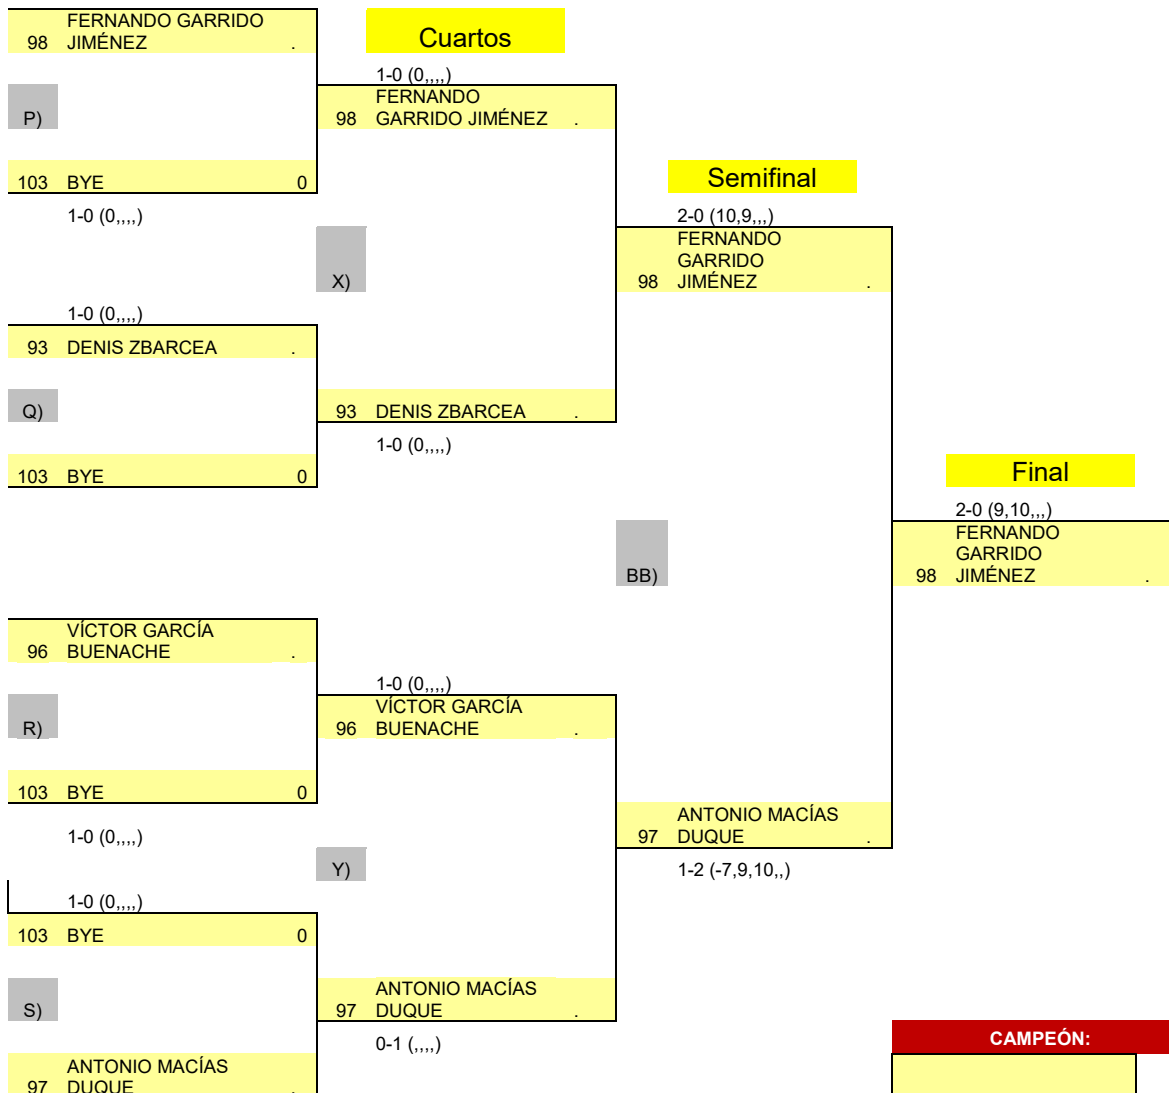 FERNANDO GARRIDO
98 JIMÉNEZ .
Cuartos
1-0 (0,,,,)
P)
FERNANDO
98 GARRIDO JIMÉNEZ .
103 BYE 0
Semifinal
1-0 (0,,,,)
2-0 (10,9,,,)
X)
FERNANDO
GARRIDO
98 JIMÉNEZ .
1-0 (0,,,,)
93 DENIS ZBARCEA .
Q)
93 DENIS ZBARCEA .
1-0 (0,,,,)
103 BYE 0
Final
2-0 (9,10,,,)
BB)
FERNANDO
GARRIDO
98 JIMÉNEZ .
VÍCTOR GARCÍA
96 BUENACHE .
1-0 (0,,,,)
R)
VÍCTOR GARCÍA
96 BUENACHE .
103 BYE 0
ANTONIO MACÍAS
97 DUQUE .
1-0 (0,,,,)
Y)
1-2 (-7,9,10,,)
1-0 (0,,,,)
103 BYE 0
S)
ANTONIO MACÍAS
97 DUQUE .
0-1 (,,,,)
CAMPEÓN:
ANTONIO MACÍAS
97 DUQUE .